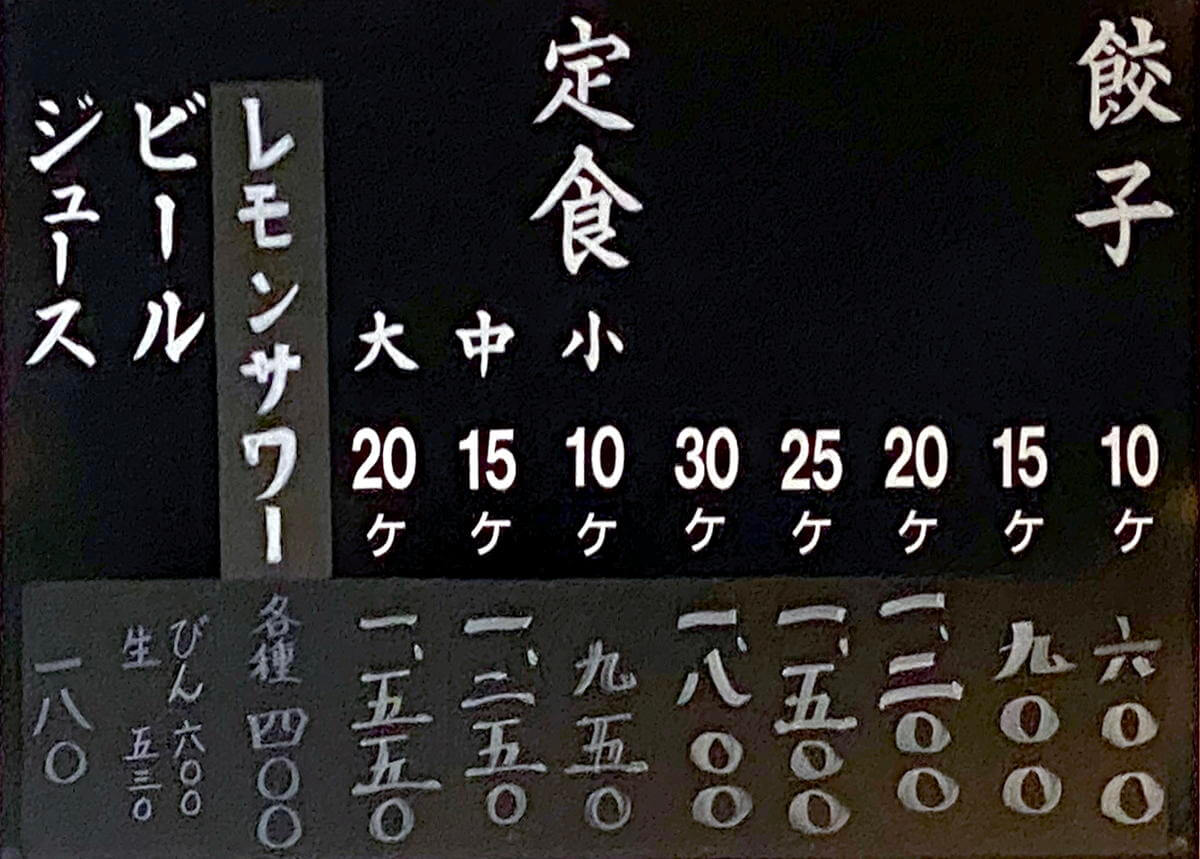 餃子
10ケ 六〇〇
15ケ 九〇〇
20ケ 一、二〇〇
25ケ 一、五〇〇
30ケ 一、八〇〇
定食
小 10ケ 九五〇
中 15ケ 一、二五〇
大 20ケ 一、五五〇
レモンサワー 各種 四〇〇
ビール びん 六〇〇
生 五三〇
ジュース 一八〇